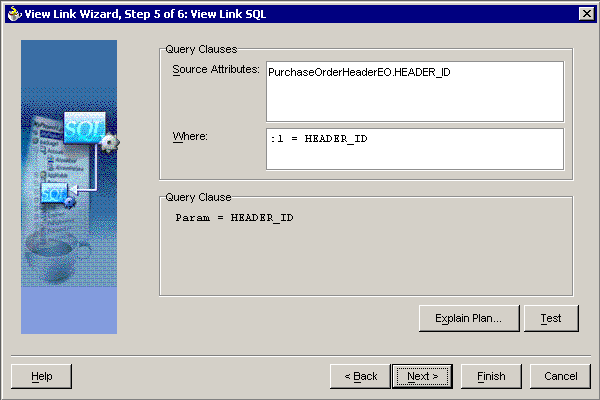 View Link Wizard, Step 5 of 6: View Link SQL
Query Clauses
Source Attributes:
PurchaseOrderHeaderEO.HEADER_ID
Where:
:1 = HEADER_ID
Query Clause
Param = HEADER_ID
Explain Plan...
Test
Help
< Back
Next >
Finish
Cancel
SQL
SQL